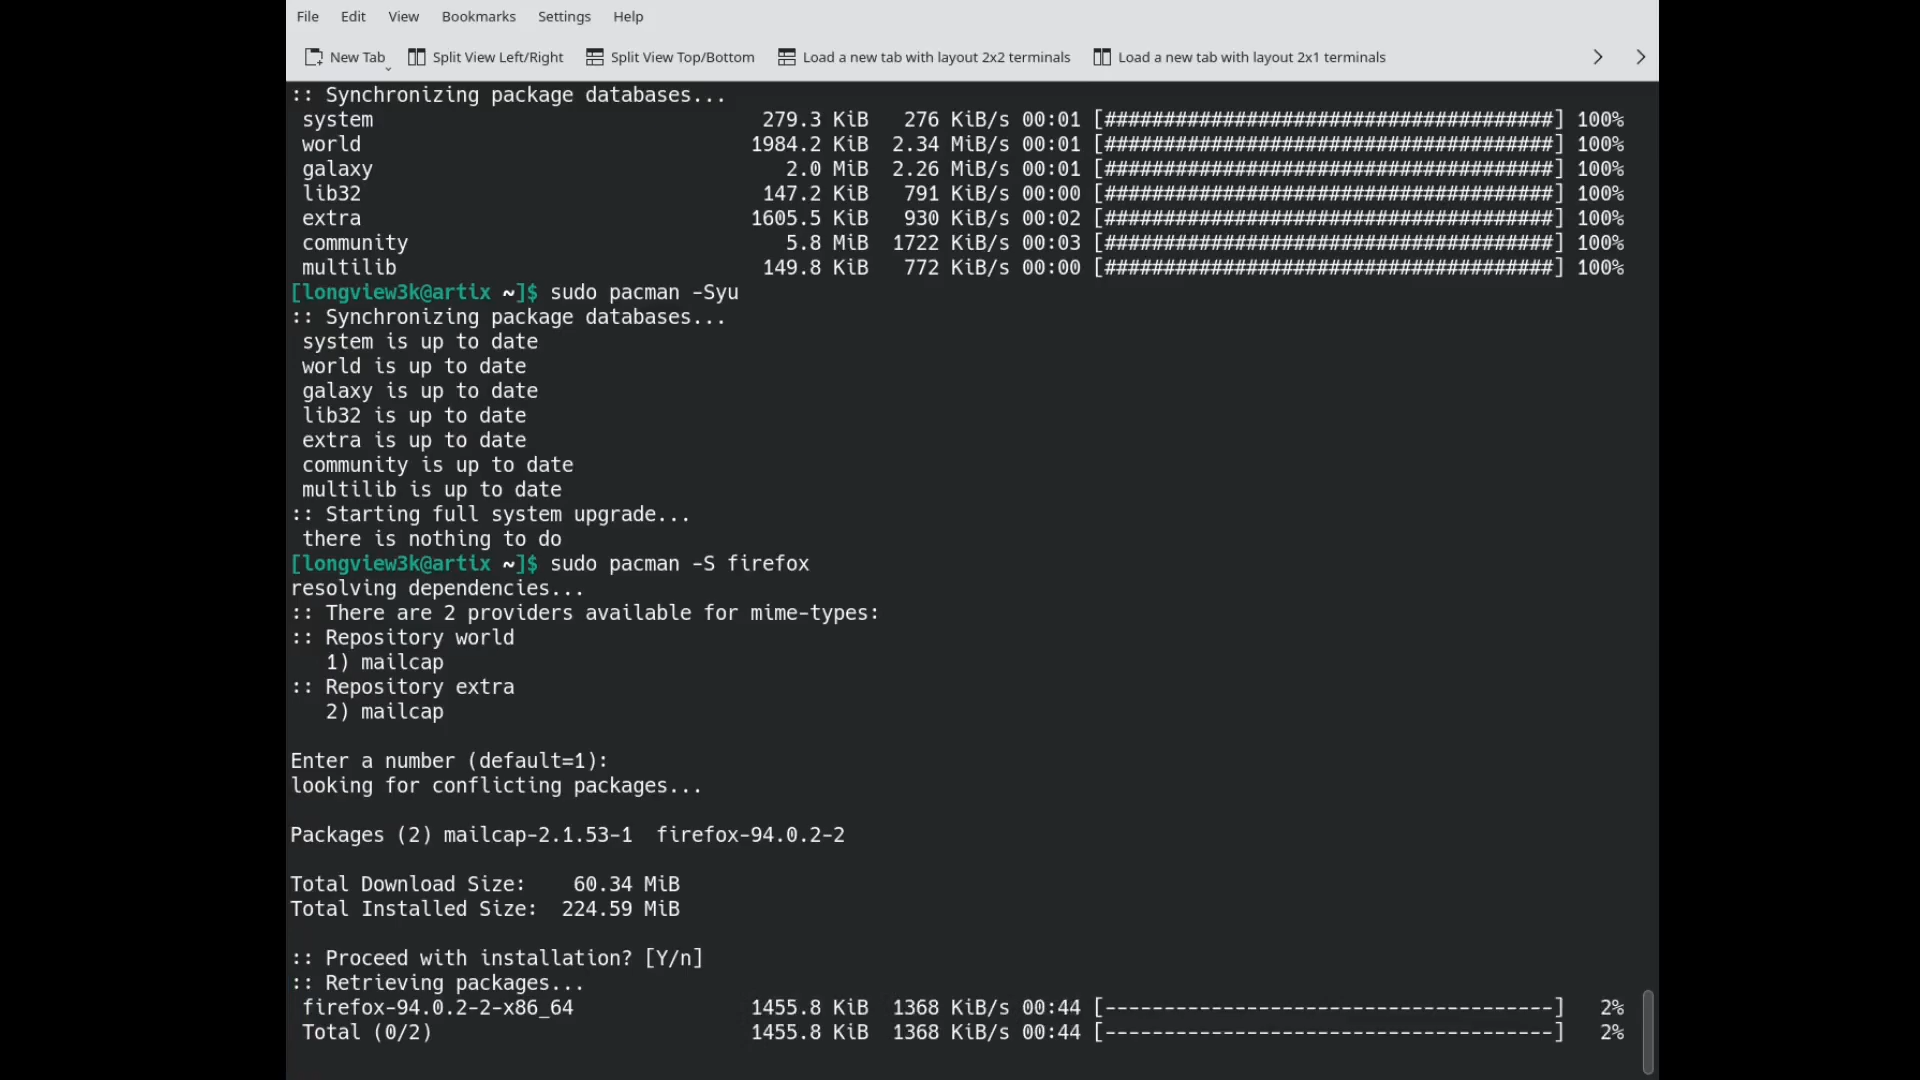 File Edit View Bookmarks Settings Help
New Tab Split View Left/Right Split View Top/Bottom Load a new tab with layout 2x2 terminals Load a new tab with layout 2x1 terminals
:: Synchronizing package databases...
system 279.3 KiB 276 KiB/s 00:01 [######################################] 100%
world 1984.2 KiB 2.34 MiB/s 00:01 [######################################] 100%
galaxy 2.0 MiB 2.26 MiB/s 00:01 [######################################] 100%
lib32 147.2 KiB 791 KiB/s 00:00 [######################################] 100%
extra 1605.5 KiB 930 KiB/s 00:02 [######################################] 100%
community 5.8 MiB 1722 KiB/s 00:03 [######################################] 100%
multilib 149.8 KiB 772 KiB/s 00:00 [######################################] 100%
[longview3k@artix ~]$ sudo pacman -Syu
:: Synchronizing package databases...
system is up to date
world is up to date
galaxy is up to date
lib32 is up to date
extra is up to date
community is up to date
multilib is up to date
:: Starting full system upgrade...
there is nothing to do
[longview3k@artix ~]$ sudo pacman -S firefox
resolving dependencies...
:: There are 2 providers available for mime-types:
:: Repository world
1) mailcap
:: Repository extra
2) mailcap
Enter a number (default=1):
looking for conflicting packages...
Packages (2) mailcap-2.1.53-1 firefox-94.0.2-2
Total Download Size: 60.34 MiB
Total Installed Size: 224.59 MiB
:: Proceed with installation? [Y/n]
:: Retrieving packages...
firefox-94.0.2-2-x86_64 1455.8 KiB 1368 KiB/s 00:44 [--------------------------------------] 2%
Total (0/2) 1455.8 KiB 1368 KiB/s 00:44 [--------------------------------------] 2%